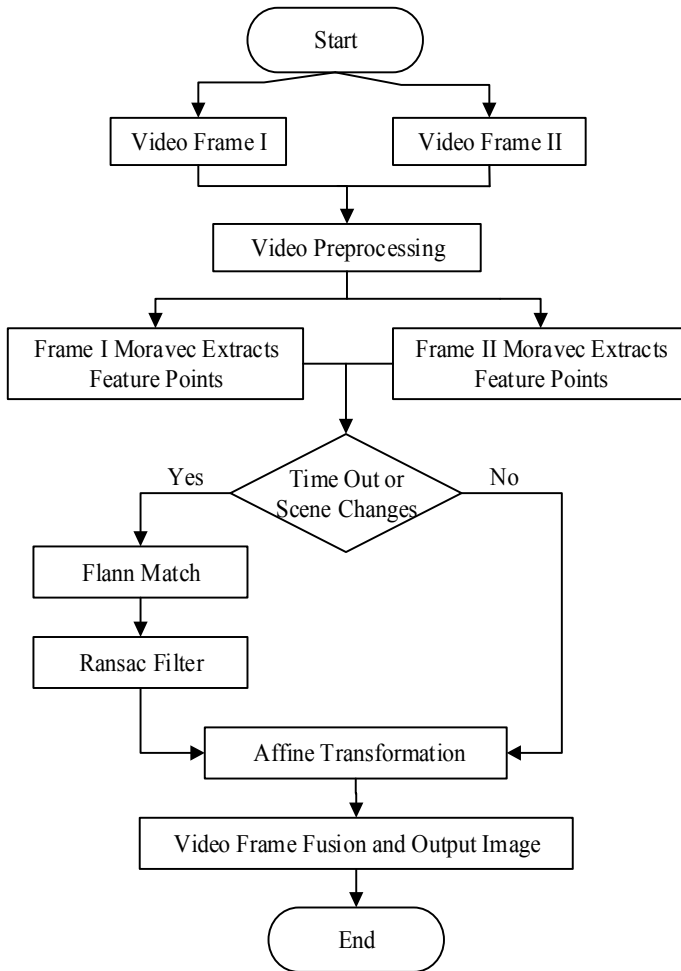 Start
Video Frame I
Video Frame II
Video Preprocessing
Frame I Moravec Extracts
Feature Points
Frame II Moravec Extracts
Feature Points
Yes
Time Out or
Scene Changes
No
Flann Match
Ransac Filter
Affine Transformation
Video Frame Fusion and Output Image
End